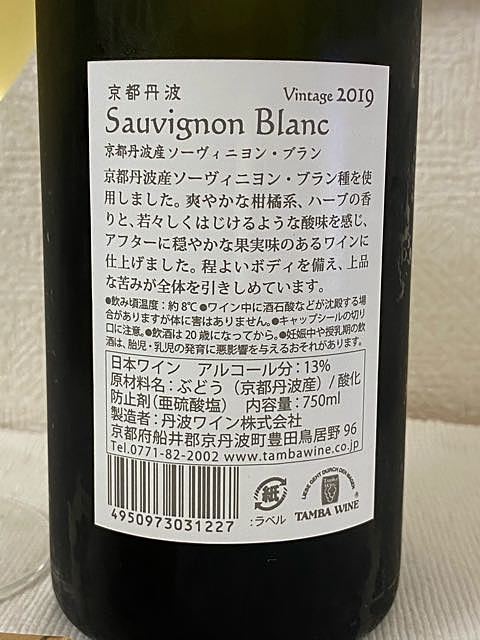 京都丹波 Vintage 2019
Sauvignon Blanc
京都丹波産ソーヴィニヨン・ブラン
京都丹波産ソーヴィニヨン・ブラン種を使
用しました。爽やかな柑橘系、ハーブの香
りと、若々しくはじけるような酸味を感じ、
アフターに穏やかな果実味のあるワインに
仕上げました。程よいボディを備え、上品
な苦みが全体を引きしめています。
●飲み頃温度：約8℃●ワイン中に酒石酸などが沈殿する場
合がありますが体に害はありません。●キャップシールの切り
口に注意。●飲酒は20歳になってから。●妊娠中や授乳期の飲
酒は、胎児・乳児の発育に悪影響を与えるおそれがあります。
日本ワイン アルコール分：13%
原材料名：ぶどう（京都丹波産）/酸化
防止剤（亜硫酸塩） 内容量：750ml
製造者：丹波ワイン株式会社
京都府船井郡京丹波町豊田鳥居野 96
Tel.0771-82-2002 www.tambawine.co.jp
4950973031227
紙
:ラベル
LIEBE GEHT DURCH DEN MAGEN
Tamba
TAMBA WINE